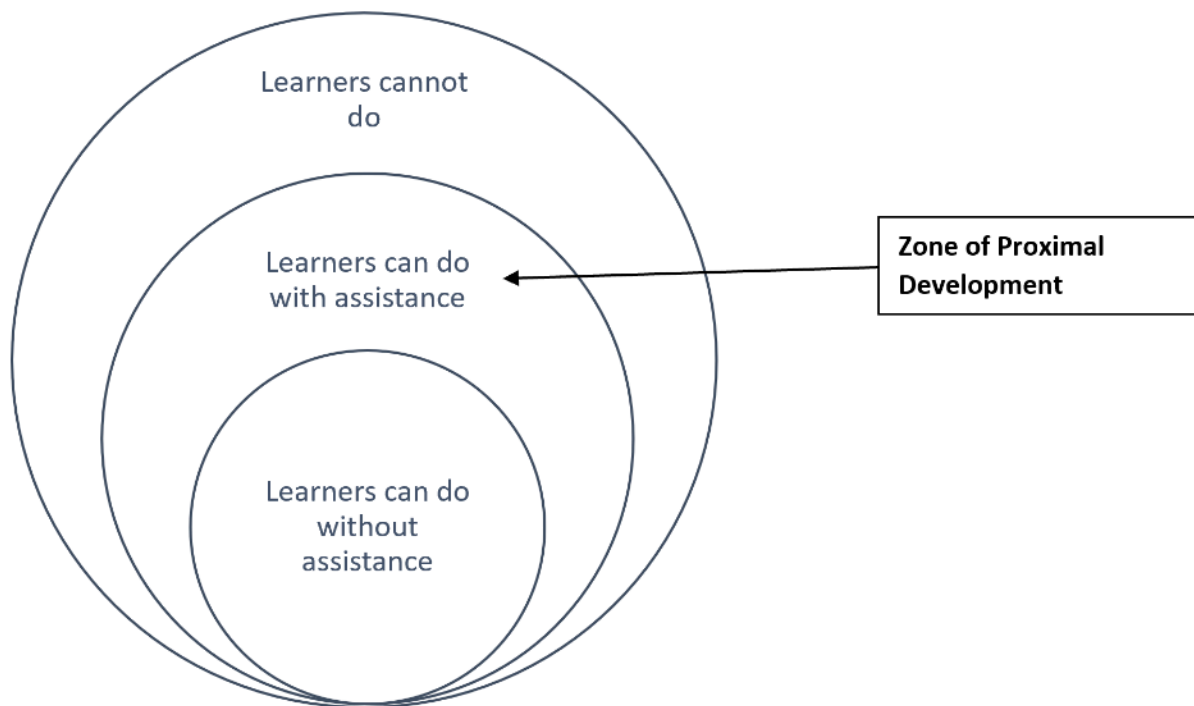 Learners cannot
do
Learners can do
with assistance
Zone of Proximal
Development
Learners can do
without
assistance